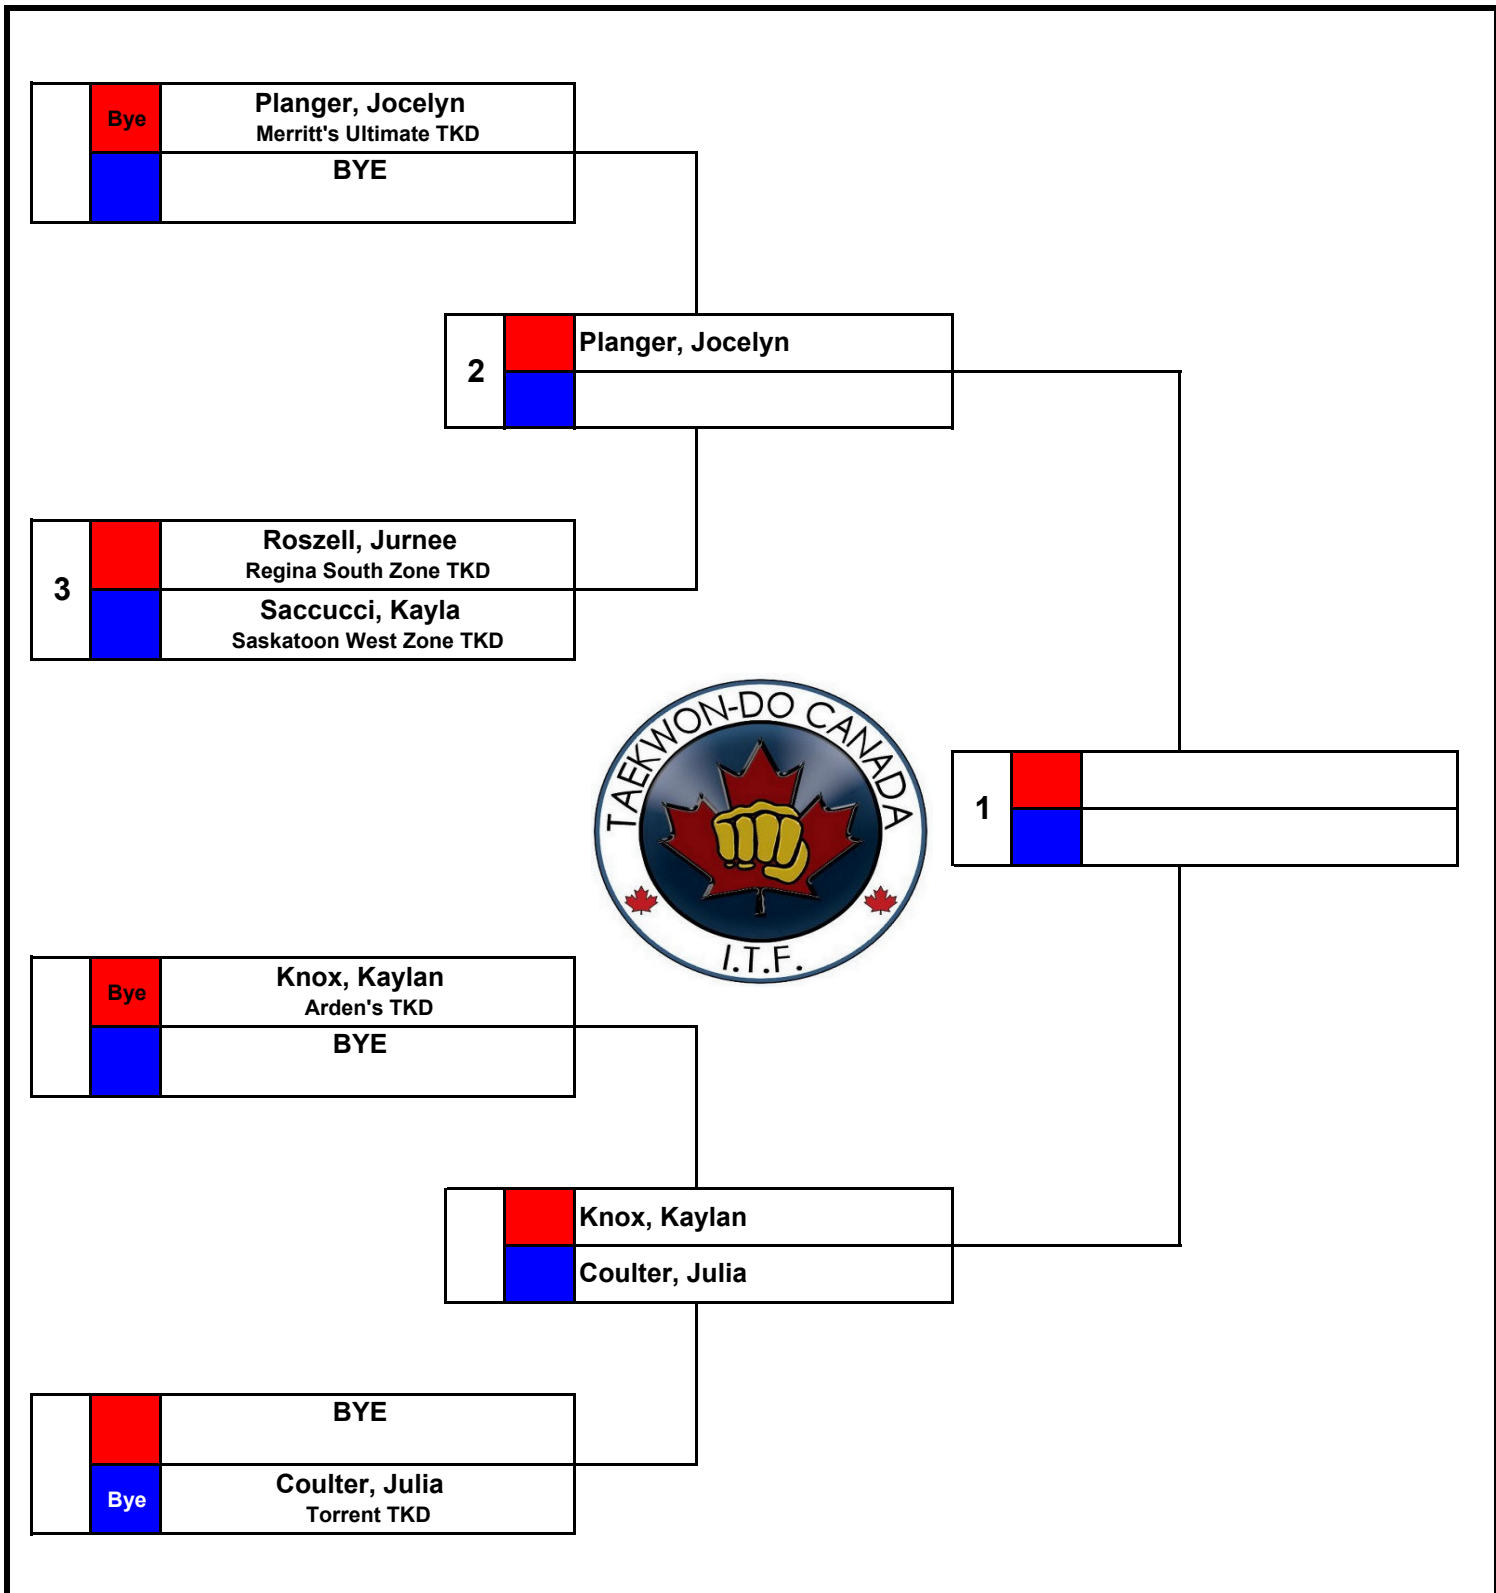 Bye
Planger, Jocelyn
Merritt's Ultimate TKD
BYE
2
Planger, Jocelyn
3
Roszell, Jurnee
Regina South Zone TKD
Saccucci, Kayla
Saskatoon West Zone TKD
TAEKWON-DO CANADA
I.T.F.
1
Bye
Knox, Kaylan
Arden's TKD
BYE
Knox, Kaylan
Coulter, Julia
BYE
Bye
Coulter, Julia
Torrent TKD